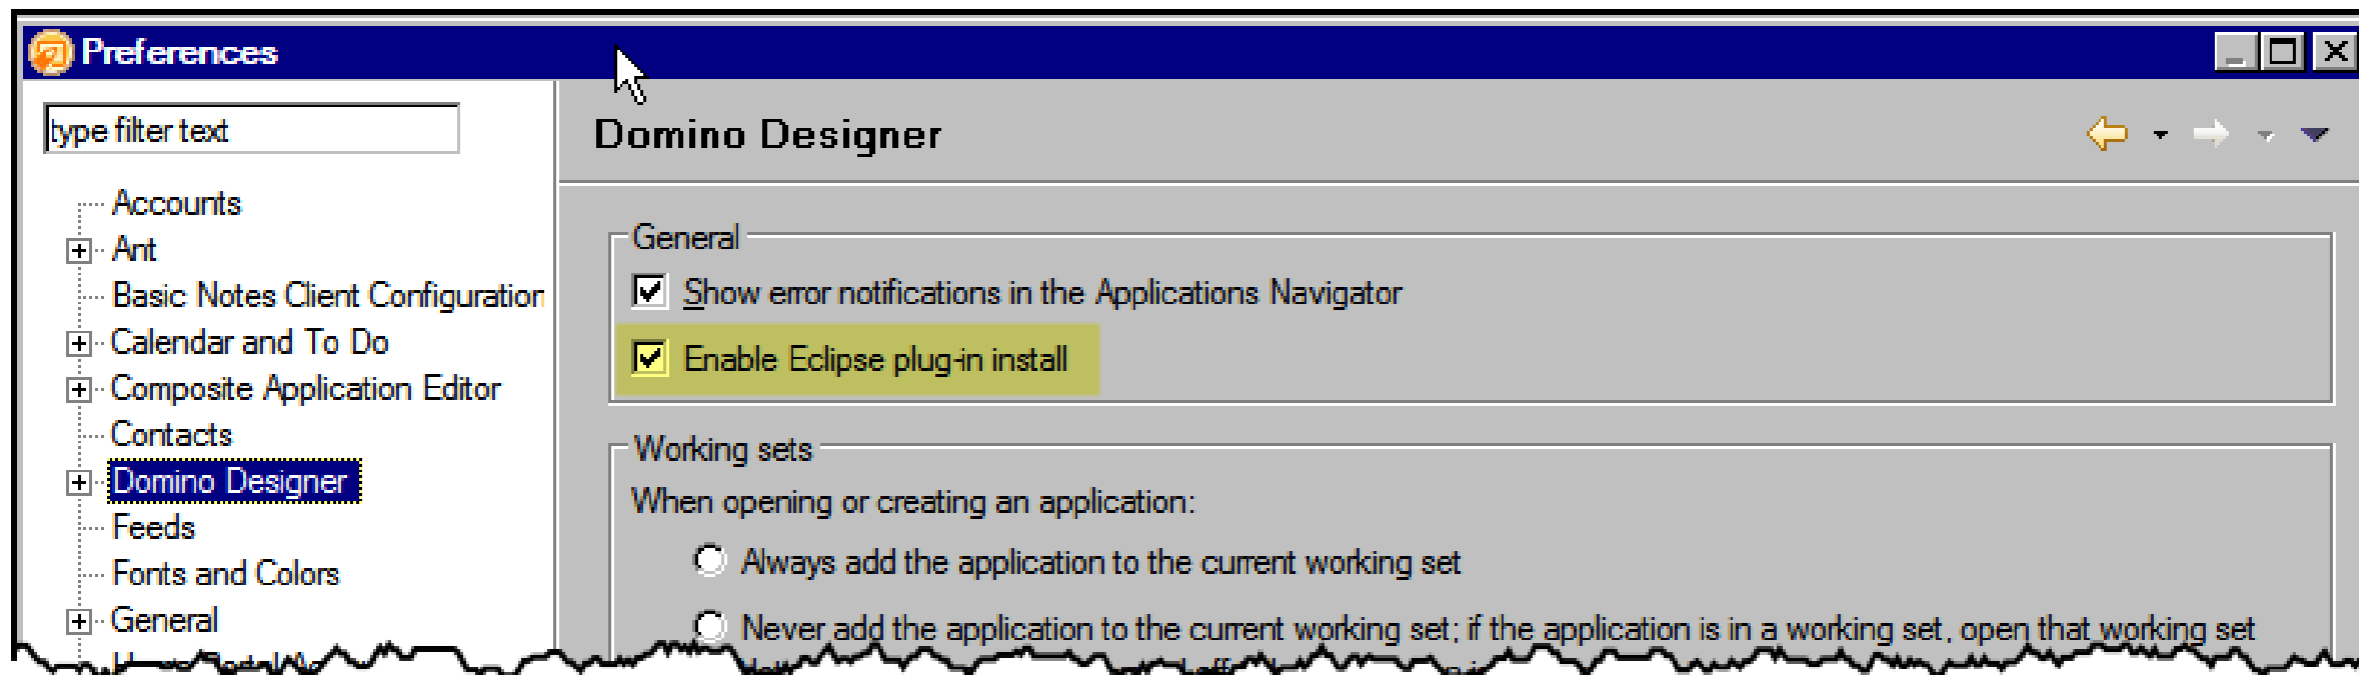 Preferences
type filter text
Domino Designer
Accounts
Ant
Basic Notes Client Configuration
Calendar and To Do
Composite Application Editor
Contacts
Domino Designer
Feeds
Fonts and Colors
General
General
Show error notifications in the Applications Navigator
Enable Eclipse plug-in install
Working sets
When opening or creating an application:
Always add the application to the current working set
Never add the application to the current working set; if the application is in a working set, open that working set